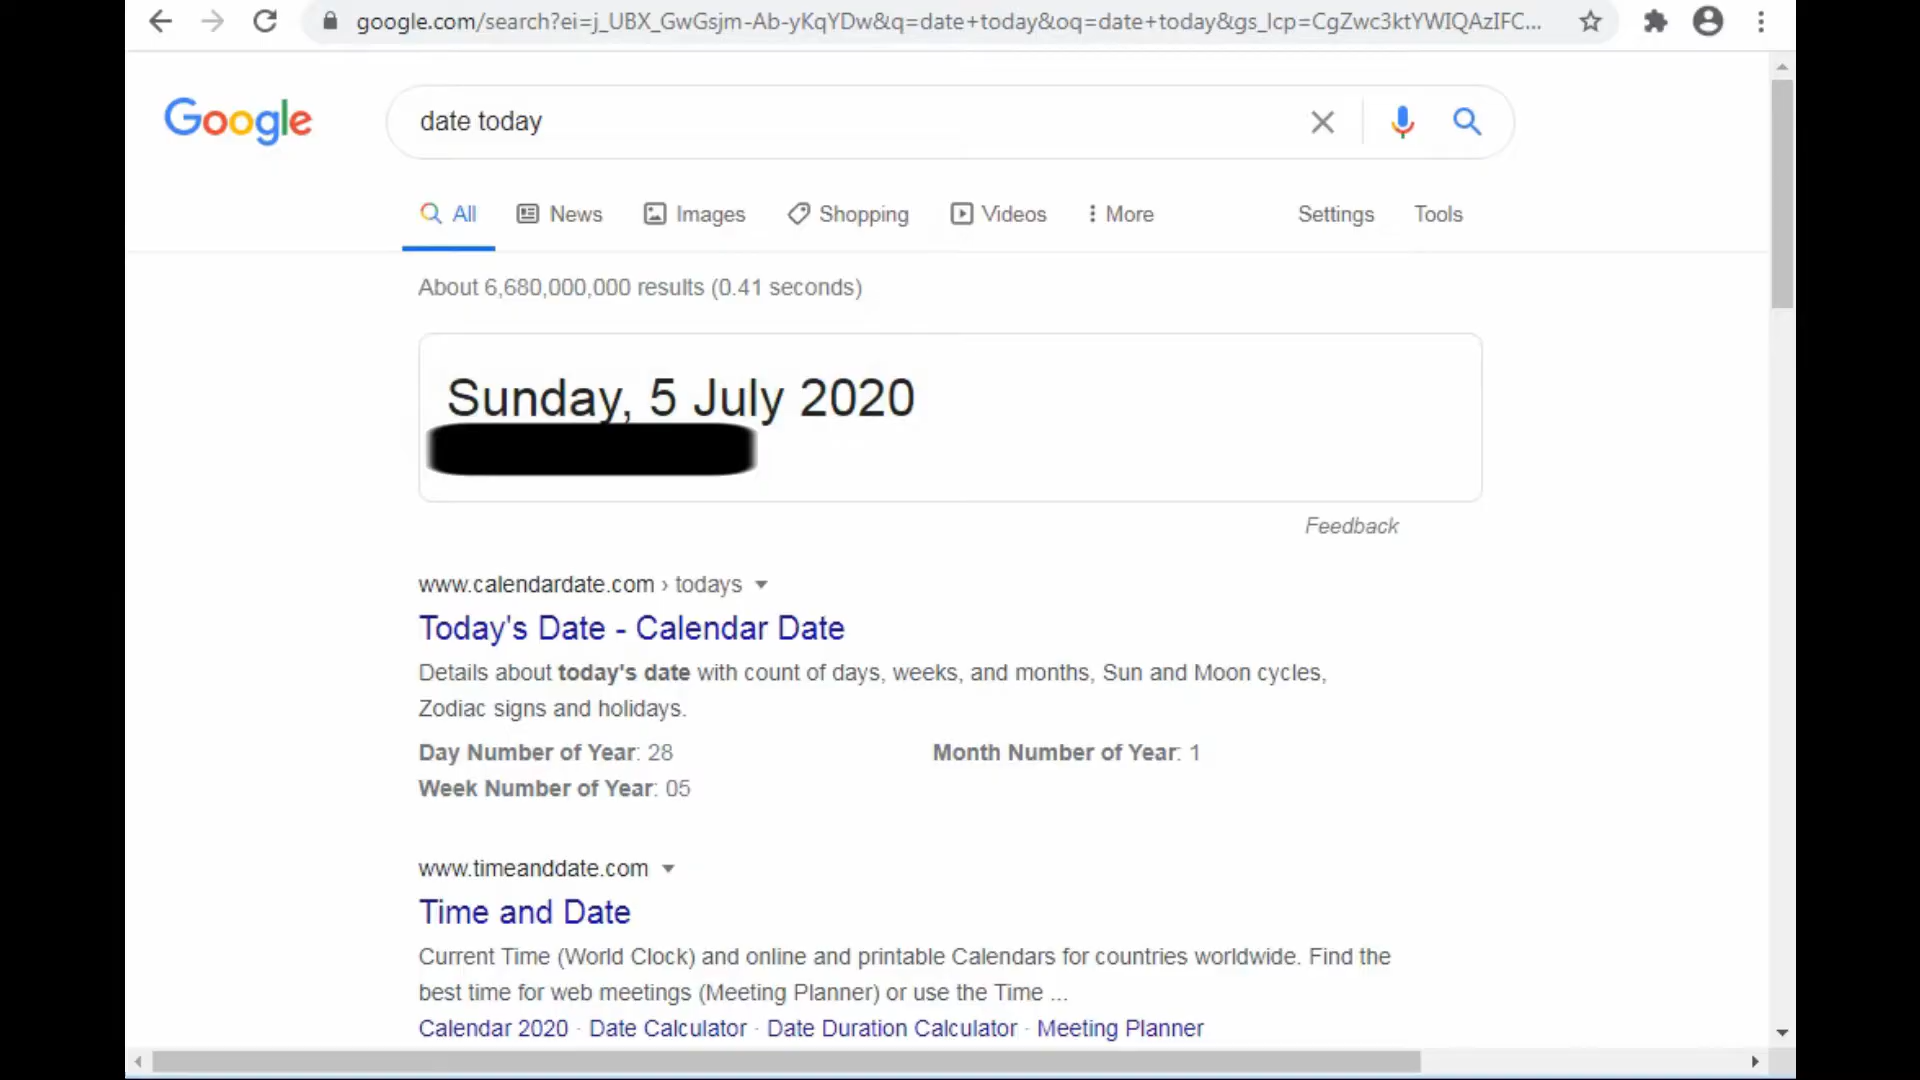 google.com/search?ei=j_UBX_GwGsjm-Ab-yKqYDw&q=date+today&oq=date+today&gs_lcp=CgZwc3ktYWIQAzIFC...
Google
date today
All News Images Shopping Videos More Settings Tools
About 6,680,000,000 results (0.41 seconds)
Sunday, 5 July 2020
Feedback
www.calendardate.com › todays
Today's Date - Calendar Date
Details about today's date with count of days, weeks, and months, Sun and Moon cycles,
Zodiac signs and holidays.
Day Number of Year: 28 Month Number of Year: 1
Week Number of Year: 05
www.timeanddate.com
Time and Date
Current Time (World Clock) and online and printable Calendars for countries worldwide. Find the
best time for web meetings (Meeting Planner) or use the Time ...
Calendar 2020 · Date Calculator · Date Duration Calculator · Meeting Planner